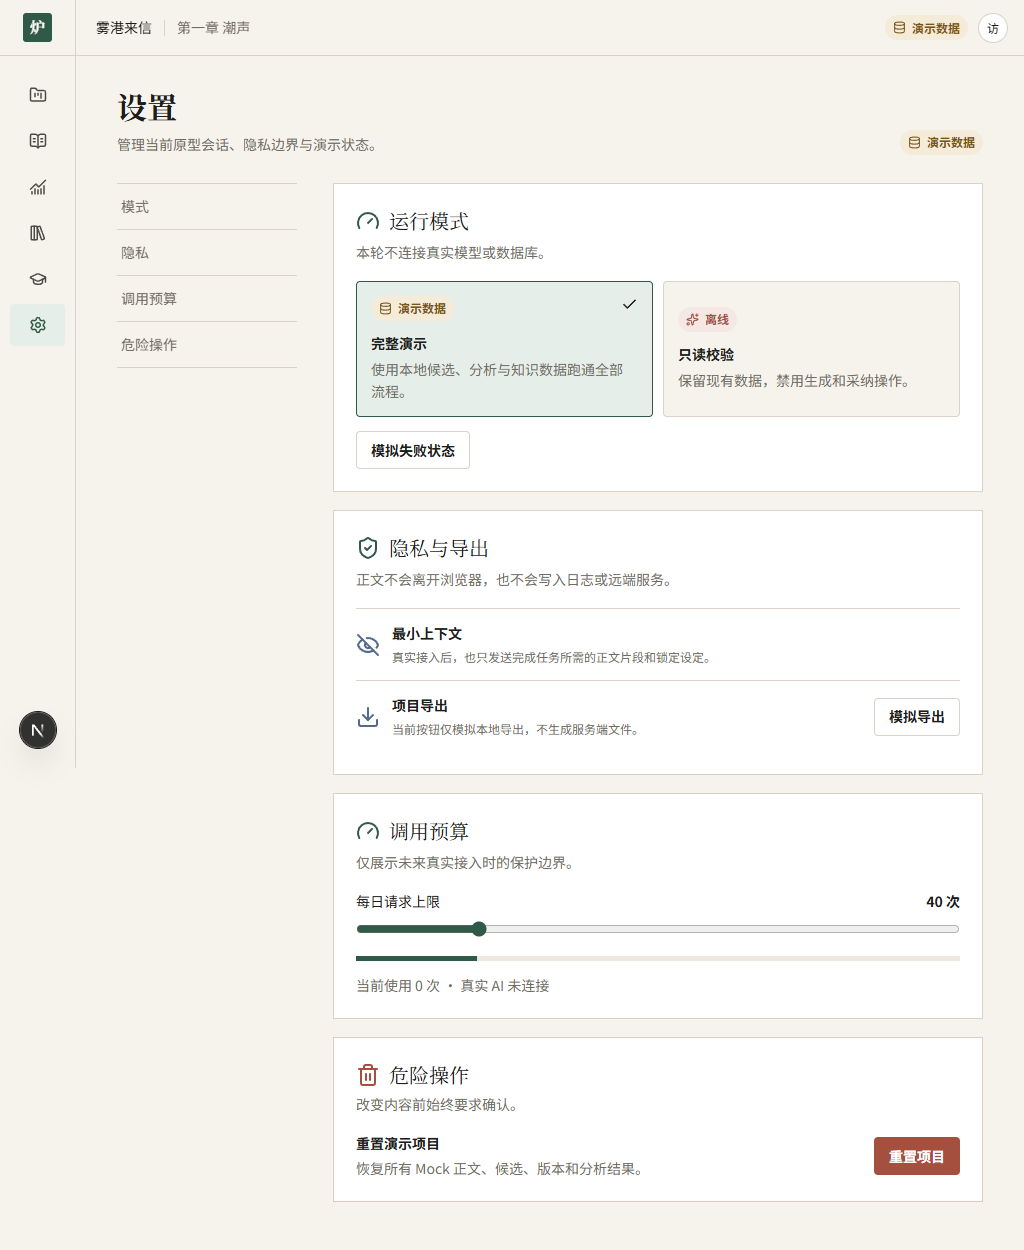 炉
雾港来信
第一章 潮声
演示数据
访
设置
管理当前原型会话、隐私边界与演示状态。
演示数据
模式
隐私
调用预算
危险操作
运行模式
本轮不连接真实模型或数据库。
演示数据
完整演示
使用本地候选、分析与知识数据跑通全部
流程。
离线
只读校验
保留现有数据，禁用生成和采纳操作。
模拟失败状态
隐私与导出
正文不会离开浏览器，也不会写入日志或远端服务。
最小上下文
真实接入后，也只发送完成任务所需的正文片段和锁定设定。
项目导出
当前按钮仅模拟本地导出，不生成服务端文件。
模拟导出
N
调用预算
仅展示未来真实接入时的保护边界。
每日请求上限
40 次
当前使用 0 次 · 真实 AI 未连接
危险操作
改变内容前始终要求确认。
重置演示项目
恢复所有 Mock 正文、候选、版本和分析结果。
重置项目